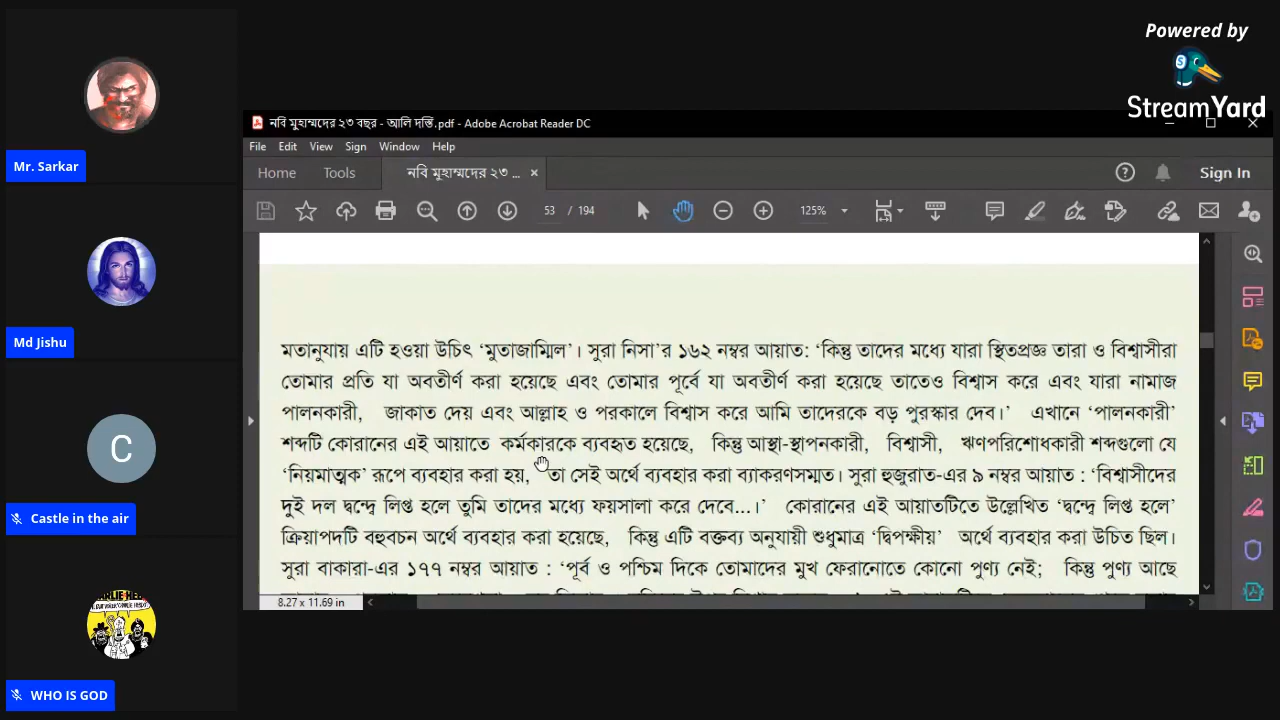 Powered by
StreamYard
Mr. Sarkar
Md Jishu
C
Castle in the air
WHO IS GOD
নবি মুহাম্মদের ২৩ বছর - আলি দস্তি.pdf - Adobe Acrobat Reader DC
File Edit View Sign Window Help
Home Tools নবি মুহাম্মদের ২৩ ... × Sign In
53 / 194 125%
মতানুযায় এটি হওয়া উচিৎ ‘মুতাজাম্মিল’। সুরা নিসা’র ১৬২ নম্বর আয়াত: ‘কিন্তু তাদের মধ্যে যারা স্থিতপ্রজ্ঞ তারা ও বিশ্বাসীরা
তোমার প্রতি যা অবতীর্ণ করা হয়েছে এবং তোমার পূর্বে যা অবতীর্ণ করা হয়েছে তাতেও বিশ্বাস করে এবং যারা নামাজ
পালনকারী, জাকাত দেয় এবং আল্লাহ ও পরকালে বিশ্বাস করে আমি তাদেরকে বড় পুরস্কার দেব।’ এখানে ‘পালনকারী’
শব্দটি কোরানের এই আয়াতে কর্মকারকে ব্যবহৃত হয়েছে, কিন্তু আস্থা-স্থাপনকারী, বিশ্বাসী, ঋণপরিশোধকারী শব্দগুলো যে
‘নিয়মাত্মক’ রূপে ব্যবহার করা হয়, তা সেই অর্থে ব্যবহার করা ব্যাকরণসম্মত। সুরা হুজুরাত-এর ৯ নম্বর আয়াত : ‘বিশ্বাসীদের
দুই দল দ্বন্দ্বে লিপ্ত হলে তুমি তাদের মধ্যে ফয়সালা করে দেবে...।’ কোরানের এই আয়াতটিতে উল্লেখিত ‘দ্বন্দ্বে লিপ্ত হলে’
ক্রিয়াপদটি বহুবচন অর্থে ব্যবহার করা হয়েছে, কিন্তু এটি বক্তব্য অনুযায়ী শুধুমাত্র ‘দ্বিপক্ষীয়’ অর্থে ব্যবহার করা উচিত ছিল।
সুরা বাকারা-এর ১৭৭ নম্বর আয়াত : ‘পূর্ব ও পশ্চিম দিকে তোমাদের মুখ ফেরানোতে কোনো পুণ্য নেই; কিন্তু পুণ্য আছে
8.27 x 11.69 in